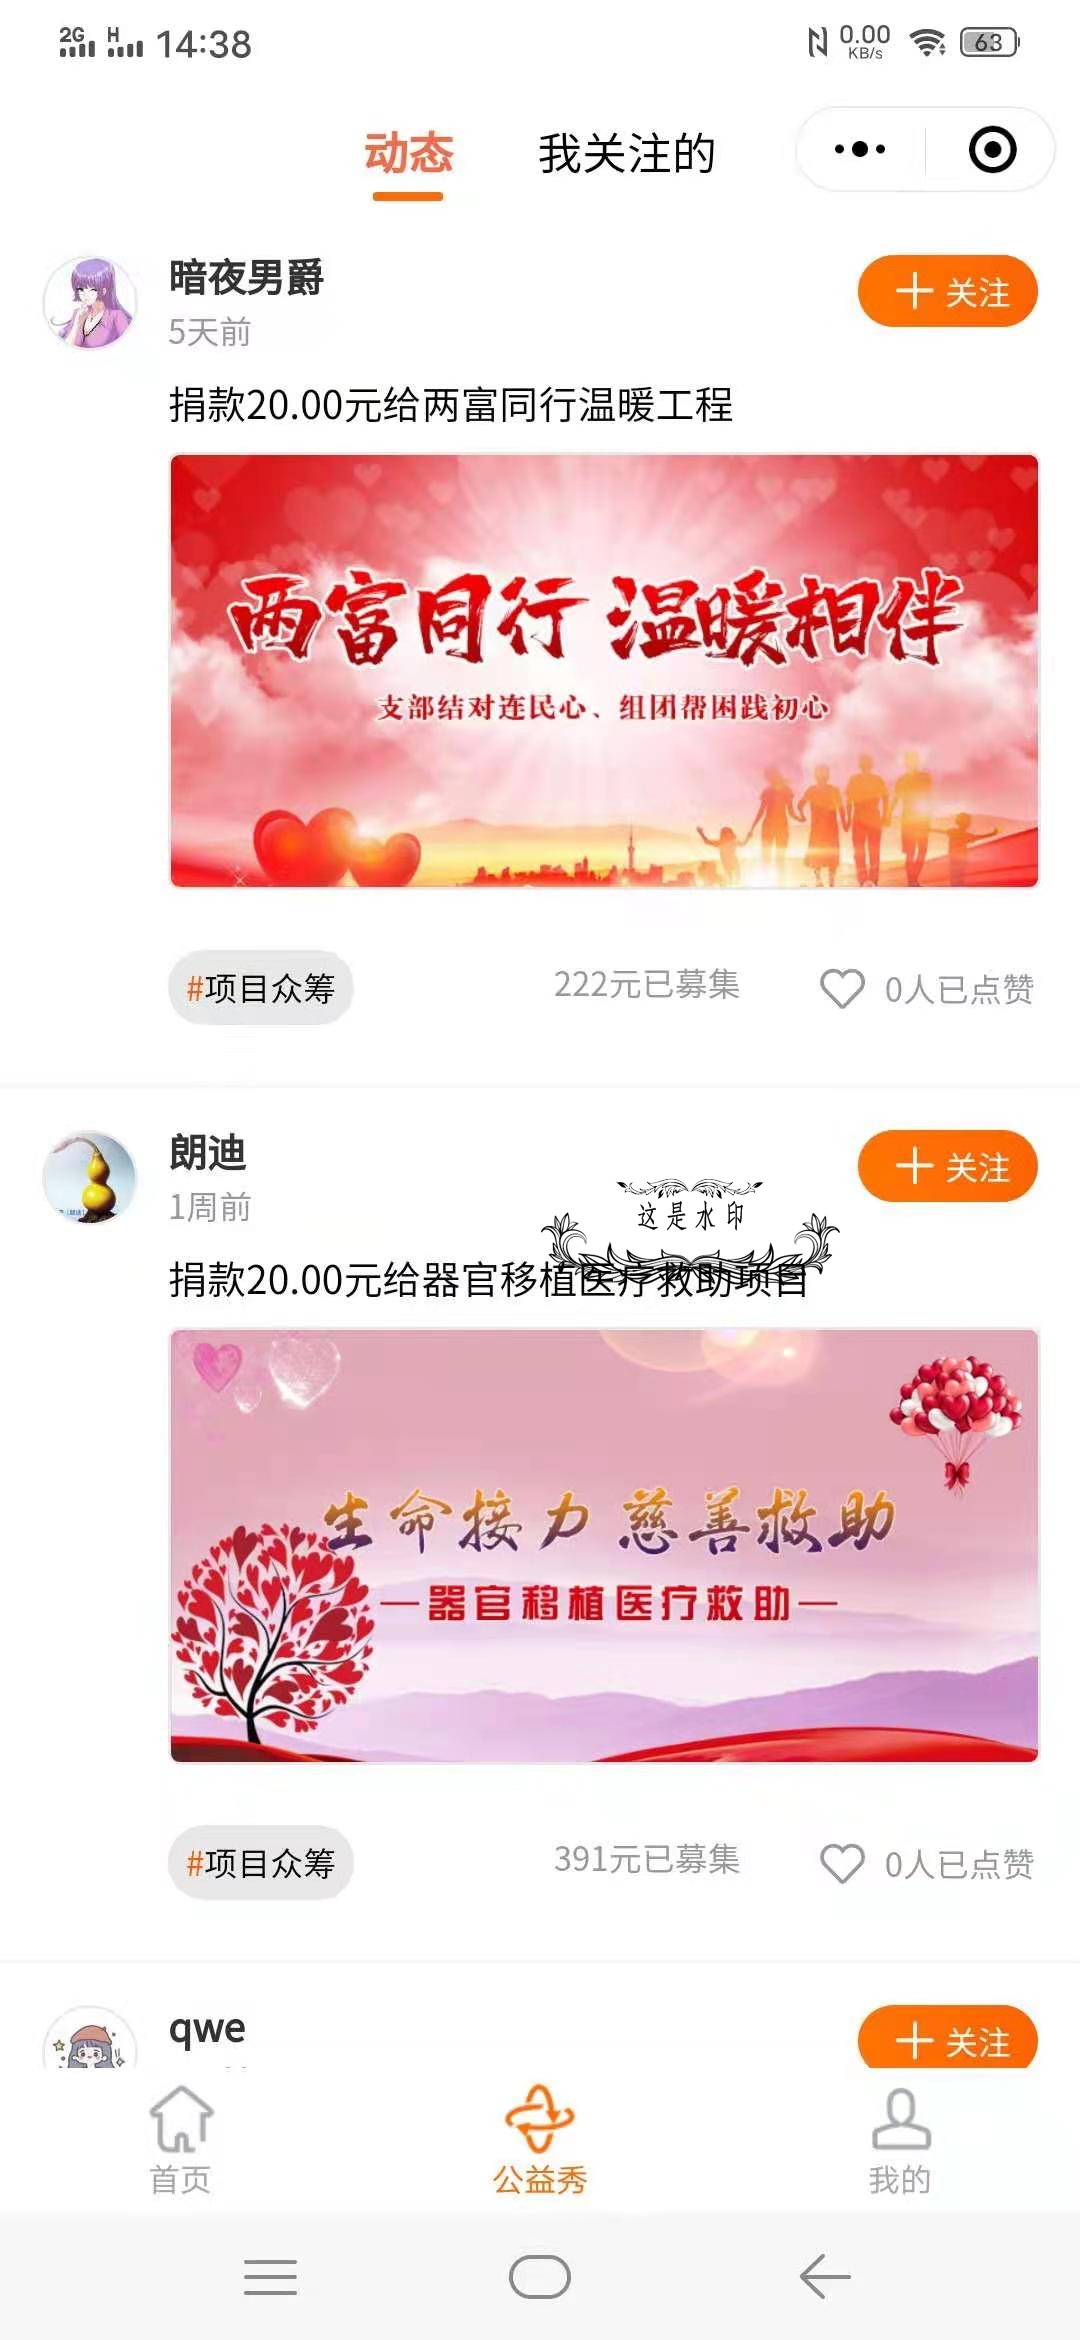 2G H 14:38 0.00 KB/s 63
动态 我关注的
暗夜男爵
+ 关注
5天前
捐款20.00元给两富同行温暖工程
两富同行 温暖相伴
支部结对连民心、组团帮困践初心
#项目众筹 222元已募集 0人已点赞
朗迪
+ 关注
1周前
这是水印
捐款20.00元给器官移植医疗救助项目
生命接力 慈善救助
—器官移植医疗救助—
#项目众筹 391元已募集 0人已点赞
qwe
+ 关注
首页 公益秀 我的